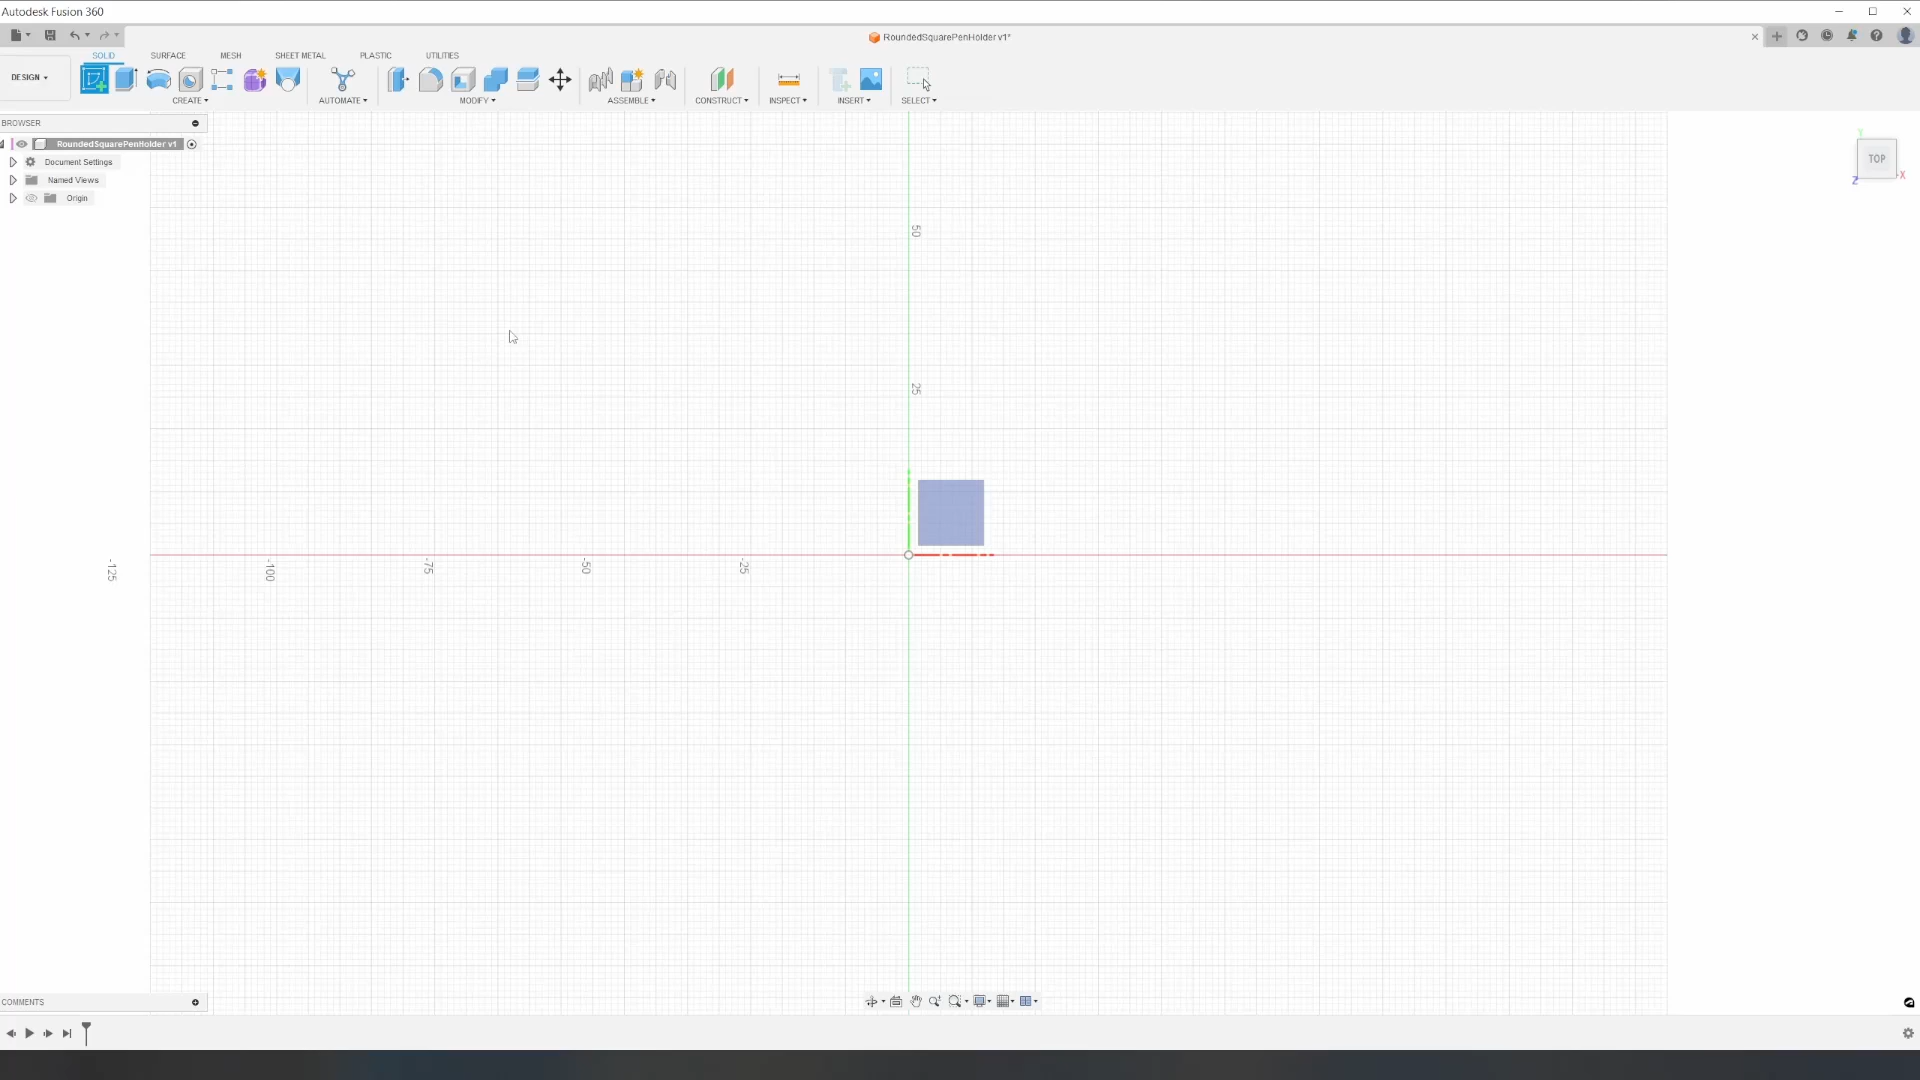 Autodesk Fusion 360
RoundedSquarePenHolder v1*
SOLID SURFACE MESH SHEET METAL PLASTIC UTILITIES
DESIGN
CREATE AUTOMATE MODIFY ASSEMBLE CONSTRUCT INSPECT INSERT SELECT
BROWSER
RoundedSquarePenHolder v1
Document Settings
Named Views
Origin
Y
TOP
X
Z
50
25
-125
-100
-75
-50
-25
COMMENTS